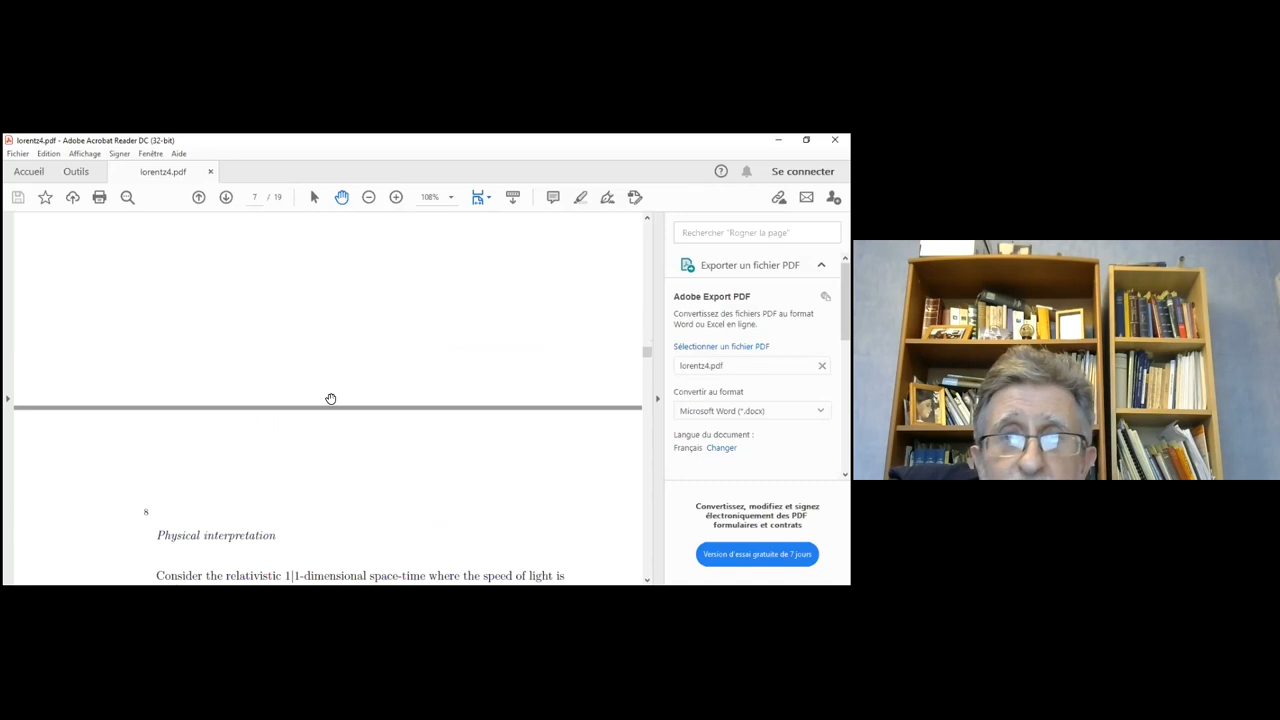 lorentz4.pdf - Adobe Acrobat Reader DC (32-bit)
Fichier Edition Affichage Signer Fenêtre Aide
Accueil Outils lorentz4.pdf × Se connecter
7 / 19 108%
Rechercher "Rogner la page"
Exporter un fichier PDF
Adobe Export PDF
Convertissez des fichiers PDF au format
Word ou Excel en ligne.
Sélectionner un fichier PDF
lorentz4.pdf
Convertir au format
Microsoft Word (*.docx)
Langue du document :
Français Changer
Convertissez, modifiez et signez
électroniquement des PDF
formulaires et contrats
Version d'essai gratuite de 7 jours
8
Physical interpretation
Consider the relativistic 1|1-dimensional space-time where the speed of light is